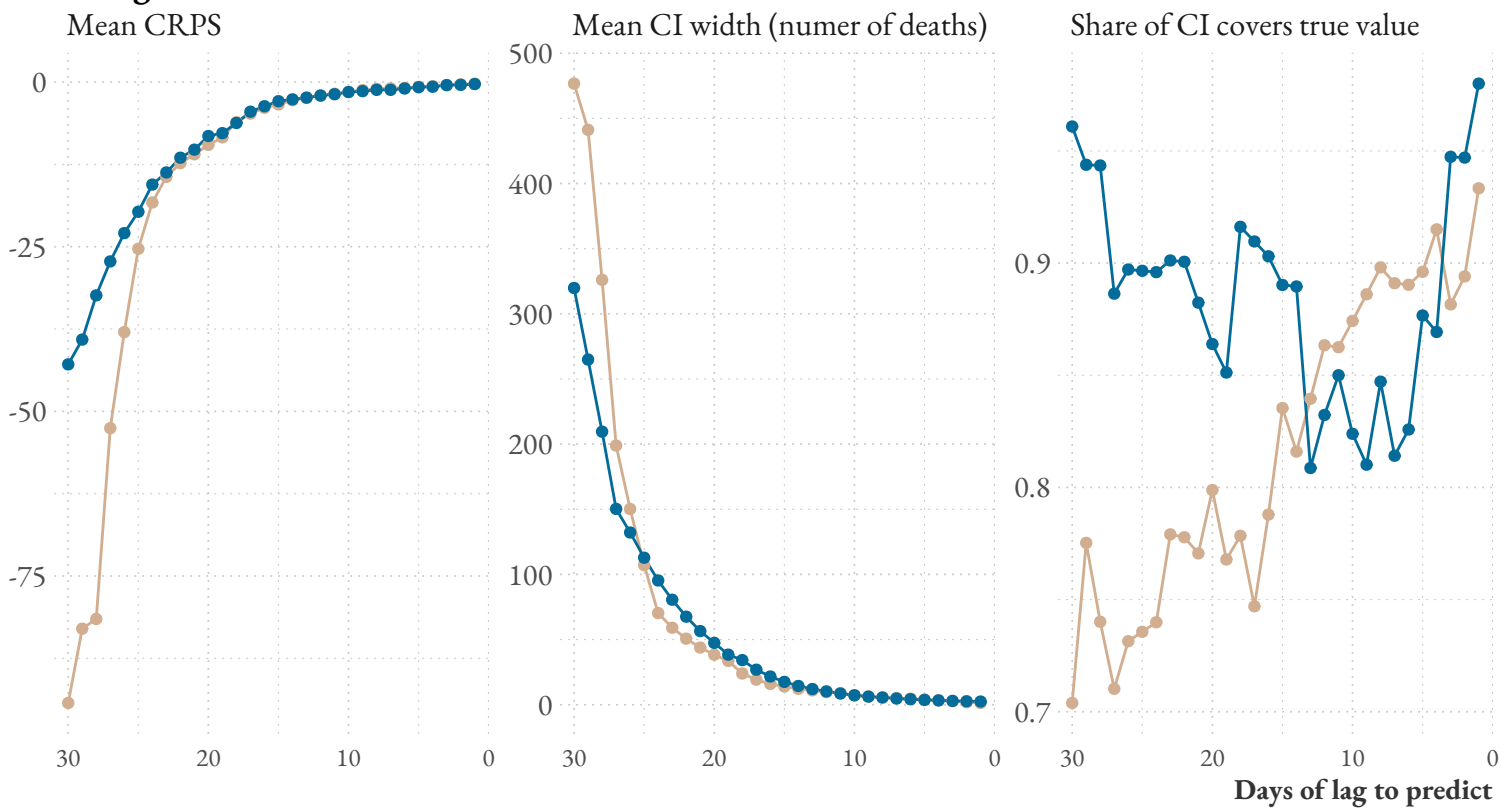 Mean CRPS
0
-25
-50
-75
30 20 10 0
Mean CI width (numer of deaths)
500
400
300
200
100
0
30 20 10 0
Share of CI covers true value
0.9
0.8
0.7
30 20 10 0
Days of lag to predict